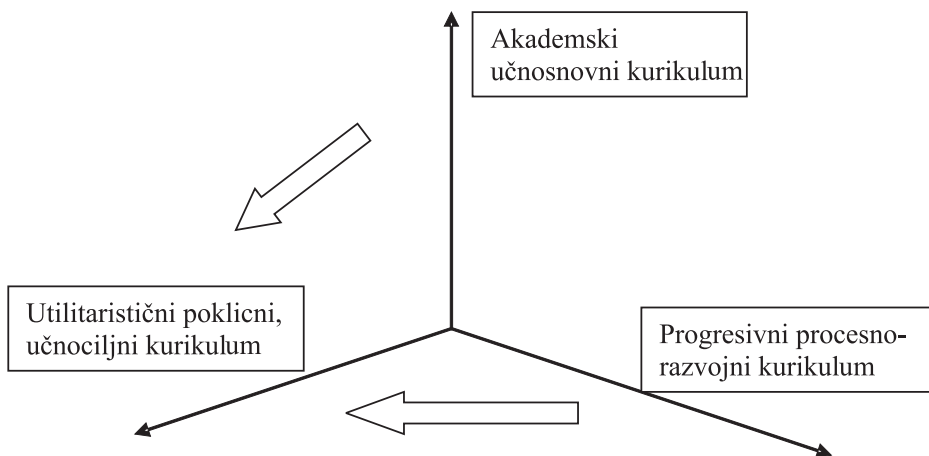 Akademski
učnosnovni kurikulum
Utilitaristični poklicni,
učnociljni kurikulum
Progresivni procesno-
razvojni kurikulum